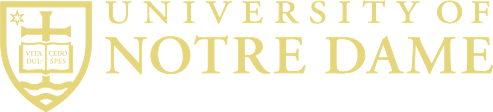 VITA CEDO
DUL SPES
UNIVERSITY OF
NOTRE DAME